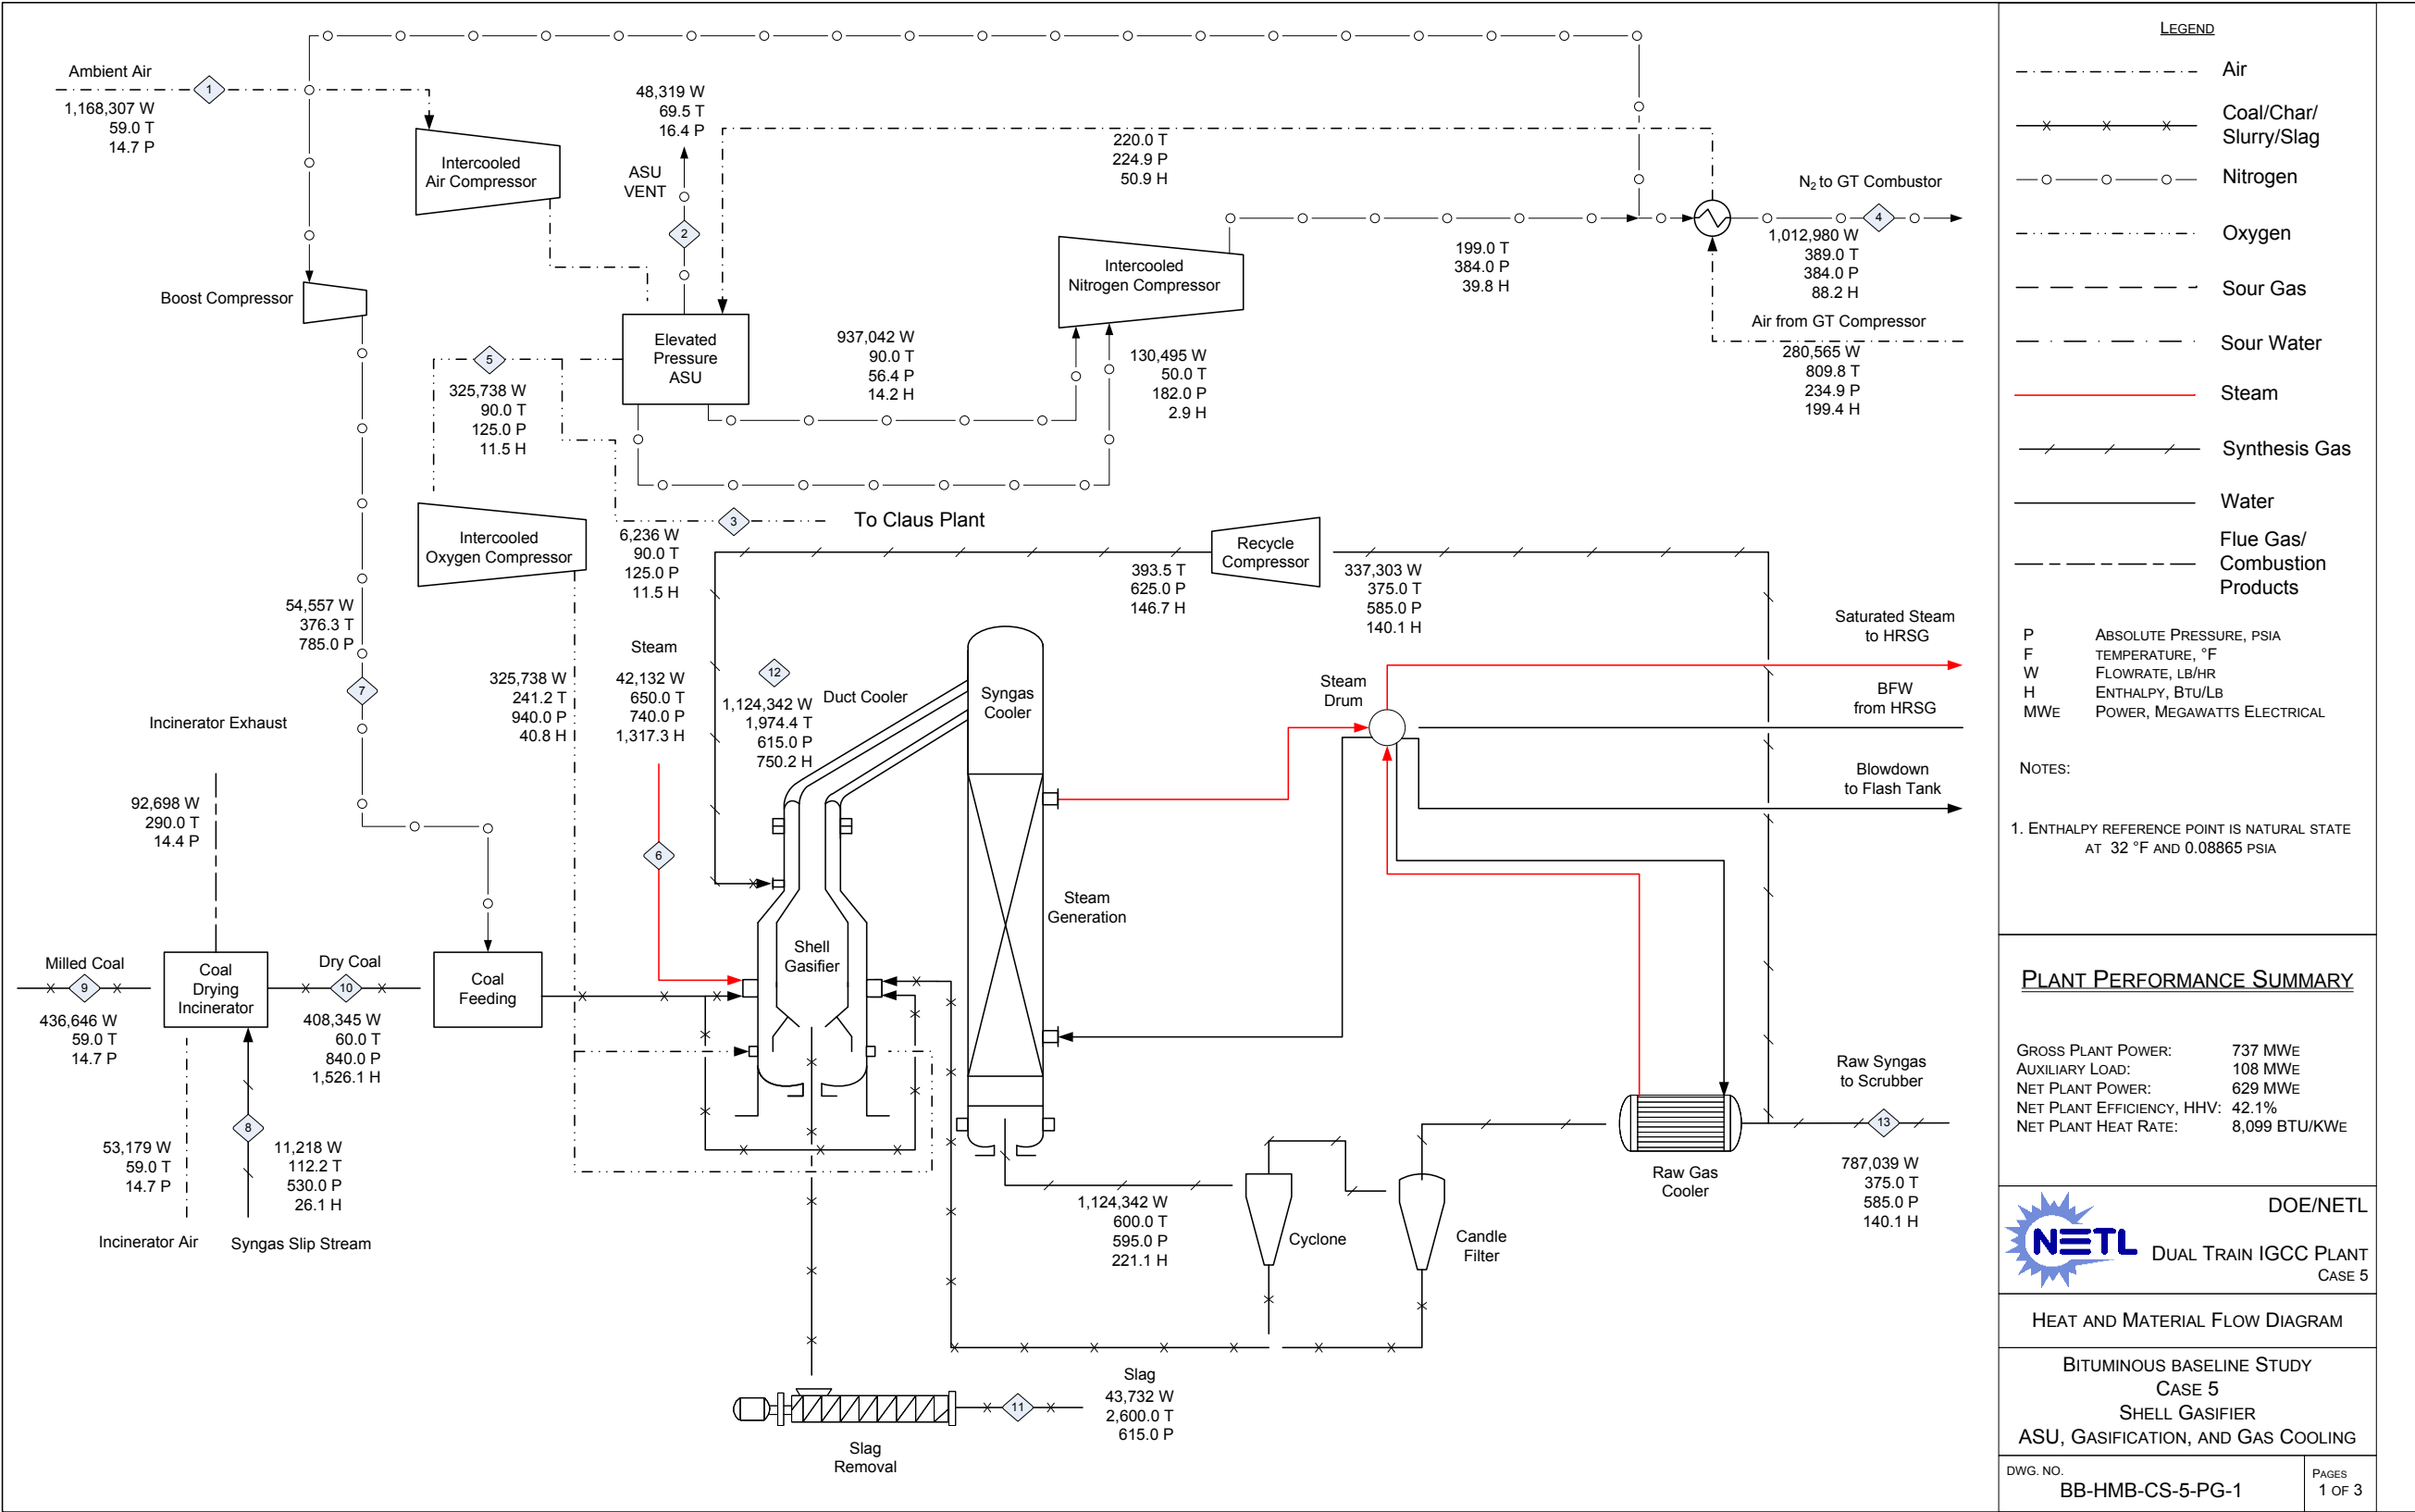 Ambient Air
1
1,168,307 W
59.0 T
14.7 P
Intercooled
Air Compressor
48,319 W
69.5 T
16.4 P
ASU
VENT
2
220.0 T
224.9 P
50.9 H
N2 to GT Combustor
4
1,012,980 W
389.0 T
384.0 P
88.2 H
Intercooled
Nitrogen Compressor
199.0 T
384.0 P
39.8 H
Air from GT Compressor
280,565 W
809.8 T
234.9 P
199.4 H
Boost Compressor
Elevated
Pressure
ASU
937,042 W
90.0 T
56.4 P
14.2 H
130,495 W
50.0 T
182.0 P
2.9 H
5
325,738 W
90.0 T
125.0 P
11.5 H
Intercooled
Oxygen Compressor
3
To Claus Plant
6,236 W
90.0 T
125.0 P
11.5 H
Recycle
Compressor
393.5 T
625.0 P
146.7 H
337,303 W
375.0 T
585.0 P
140.1 H
54,557 W
376.3 T
785.0 P
7
325,738 W
241.2 T
940.0 P
40.8 H
Steam
42,132 W
650.0 T
740.0 P
1,317.3 H
6
12
1,124,342 W
1,974.4 T
615.0 P
750.2 H
Duct Cooler
Syngas
Cooler
Steam
Drum
Saturated Steam
to HRSG
BFW
from HRSG
Blowdown
to Flash Tank
Incinerator Exhaust
92,698 W
290.0 T
14.4 P
Steam
Generation
Shell
Gasifier
Milled Coal
9
436,646 W
59.0 T
14.7 P
Coal
Drying
Incinerator
Dry Coal
10
408,345 W
60.0 T
840.0 P
1,526.1 H
Coal
Feeding
8
53,179 W
59.0 T
14.7 P
11,218 W
112.2 T
530.0 P
26.1 H
Incinerator Air
Syngas Slip Stream
1,124,342 W
600.0 T
595.0 P
221.1 H
Cyclone
Candle
Filter
Raw Gas
Cooler
Raw Syngas
to Scrubber
13
787,039 W
375.0 T
585.0 P
140.1 H
Slag
43,732 W
2,600.0 T
615.0 P
11
Slag
Removal
LEGEND
Air
Coal/Char/
Slurry/Slag
Nitrogen
Oxygen
Sour Gas
Sour Water
Steam
Synthesis Gas
Water
Flue Gas/
Combustion
Products
P ABSOLUTE PRESSURE, PSIA
F TEMPERATURE, °F
W FLOWRATE, LB/HR
H ENTHALPY, BTU/LB
MWE POWER, MEGAWATTS ELECTRICAL
NOTES:
1. ENTHALPY REFERENCE POINT IS NATURAL STATE
AT 32 °F AND 0.08865 PSIA
PLANT PERFORMANCE SUMMARY
GROSS PLANT POWER: 737 MWE
AUXILIARY LOAD: 108 MWE
NET PLANT POWER: 629 MWE
NET PLANT EFFICIENCY, HHV: 42.1%
NET PLANT HEAT RATE: 8,099 BTU/KWE
NETL
DOE/NETL
DUAL TRAIN IGCC PLANT
CASE 5
HEAT AND MATERIAL FLOW DIAGRAM
BITUMINOUS BASELINE STUDY
CASE 5
SHELL GASIFIER
ASU, GASIFICATION, AND GAS COOLING
DWG. NO.
BB-HMB-CS-5-PG-1
PAGES
1 OF 3